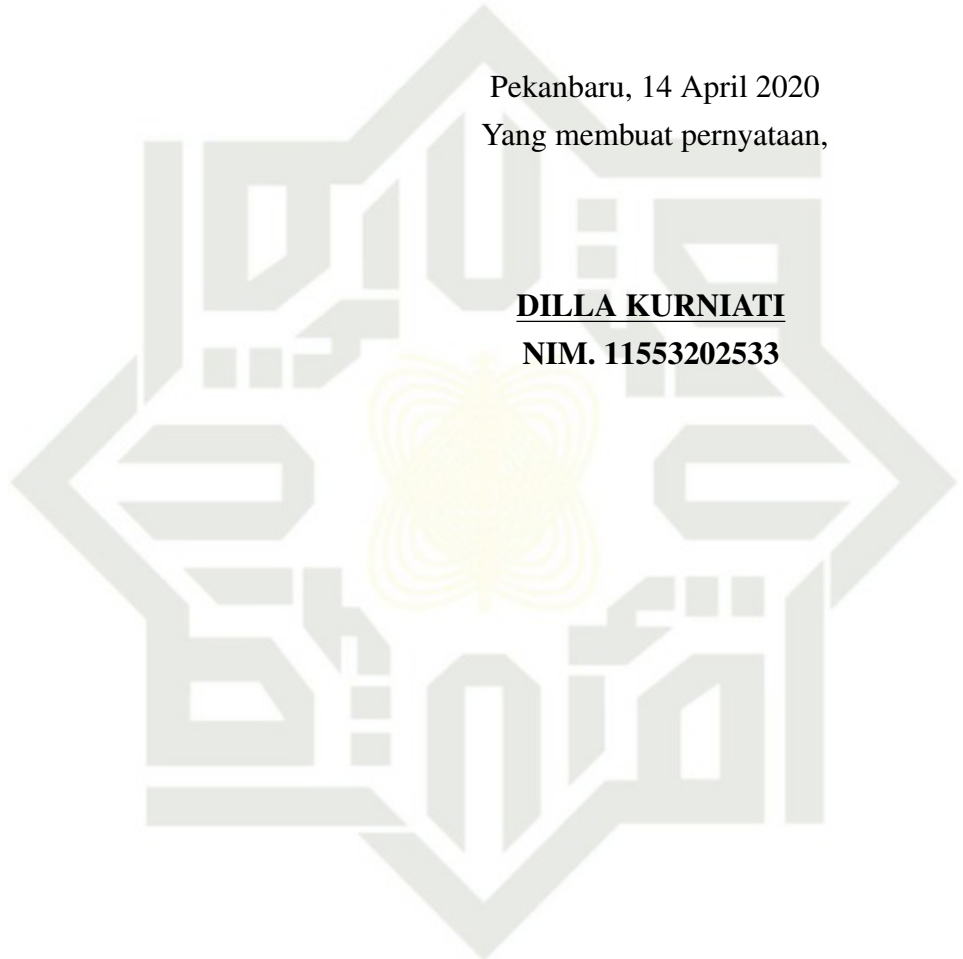 Pekanbaru, 14 April 2020
Yang membuat pernyataan,
DILLA KURNIATI
NIM. 11553202533